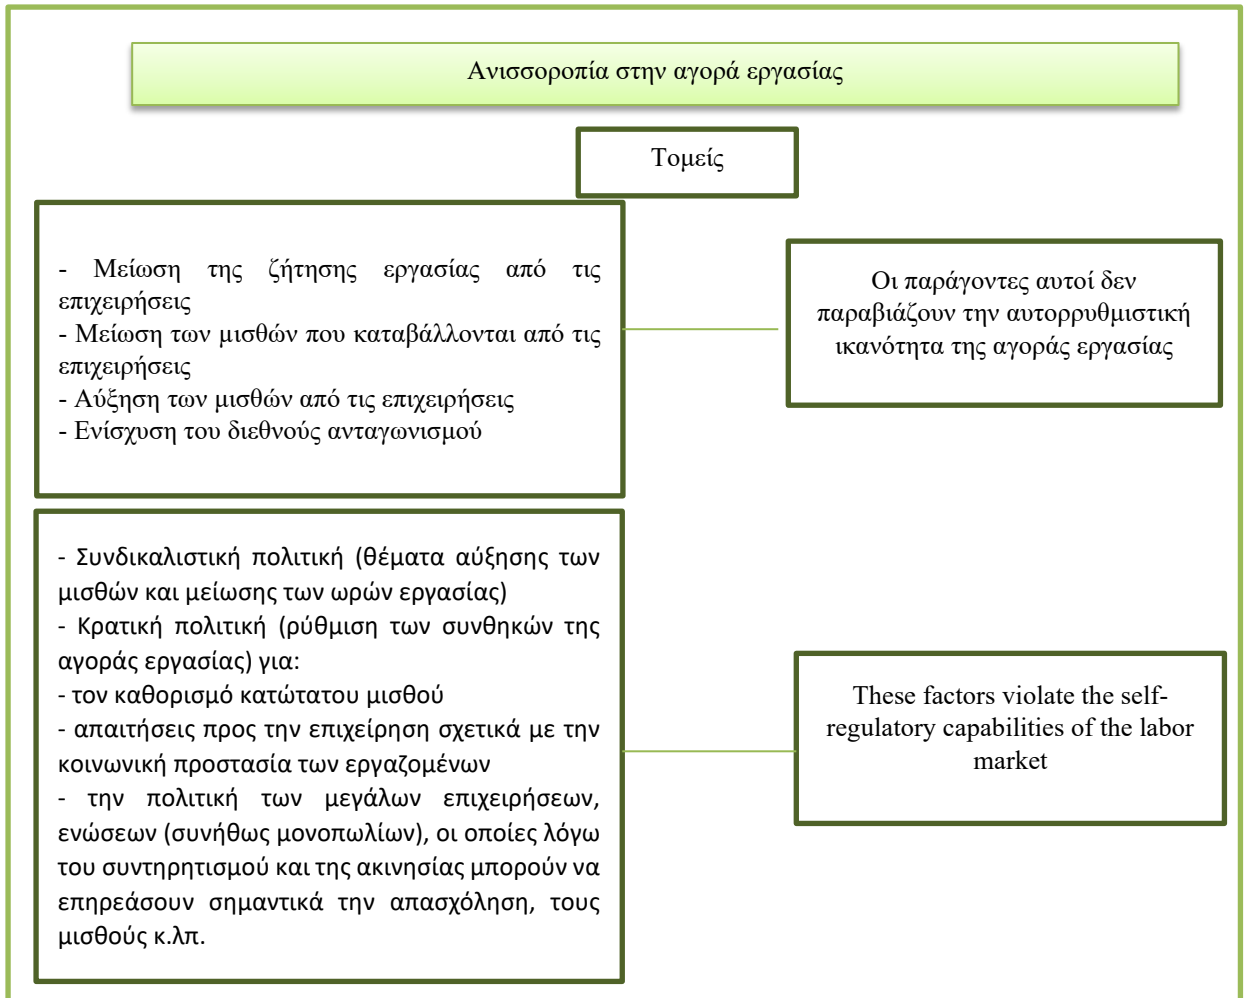 Ανισσοροπία στην αγορά εργασίας
Τομείς
- Μείωση της ζήτησης εργασίας από τις
επιχειρήσεις
- Μείωση των μισθών που καταβάλλονται από τις
επιχειρήσεις
- Αύξηση των μισθών από τις επιχειρήσεις
- Ενίσχυση του διεθνούς ανταγωνισμού
Οι παράγοντες αυτοί δεν
παραβιάζουν την αυτορρυθμιστική
ικανότητα της αγοράς εργασίας
- Συνδικαλιστική πολιτική (θέματα αύξησης των
μισθών και μείωσης των ωρών εργασίας)
- Κρατική πολιτική (ρύθμιση των συνθηκών της
αγοράς εργασίας) για:
- τον καθορισμό κατώτατου μισθού
- απαιτήσεις προς την επιχείρηση σχετικά με την
κοινωνική προστασία των εργαζομένων
- την πολιτική των μεγάλων επιχειρήσεων,
ενώσεων (συνήθως μονοπωλίων), οι οποίες λόγω
του συντηρητισμού και της ακινησίας μπορούν να
επηρεάσουν σημαντικά την απασχόληση, τους
μισθούς κ.λπ.
These factors violate the self-
regulatory capabilities of the labor
market